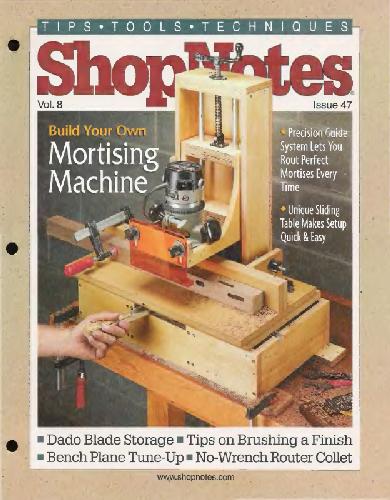 TIPS • TOOLS • TECHNIQUES
ShopNotes
Vol. 8
Issue 47
Build Your Own
Mortising
Machine
Precision Guide
System Lets You
Rout Perfect
Mortises Every
Time
Unique Sliding
Table Makes Setup
Quick & Easy
■ Dado Blade Storage ■ Tips on Brushing a Finish
■ Bench Plane Tune-Up ■ No-Wrench Router Collet
www.shopnotes.com